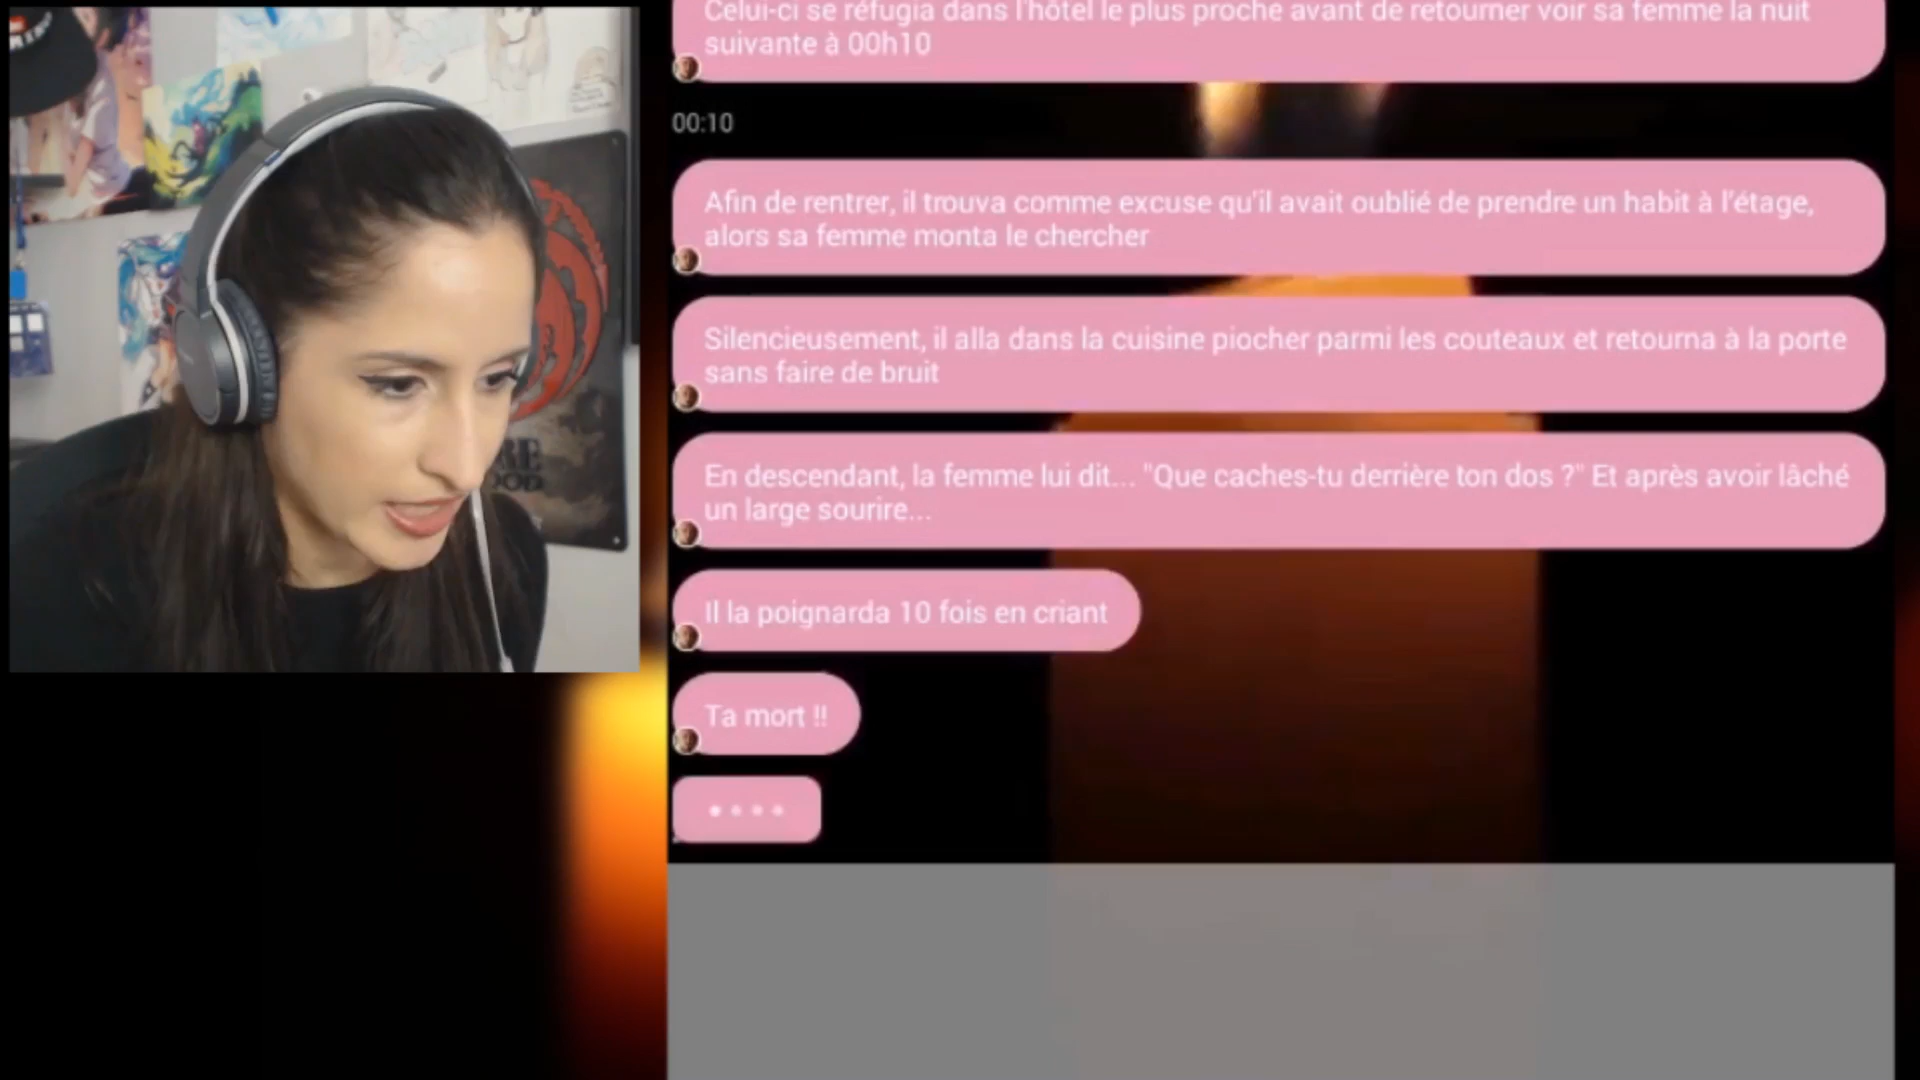 Celui-ci se réfugia dans l'hôtel le plus proche avant de retourner voir sa femme la nuit
suivante à 00h10
00:10
Afin de rentrer, il trouva comme excuse qu'il avait oublié de prendre un habit à l'étage,
alors sa femme monta le chercher
Silencieusement, il alla dans la cuisine piocher parmi les couteaux et retourna à la porte
sans faire de bruit
En descendant, la femme lui dit... "Que caches-tu derrière ton dos ?" Et après avoir lâché
un large sourire...
Il la poignarda 10 fois en criant
Ta mort !!